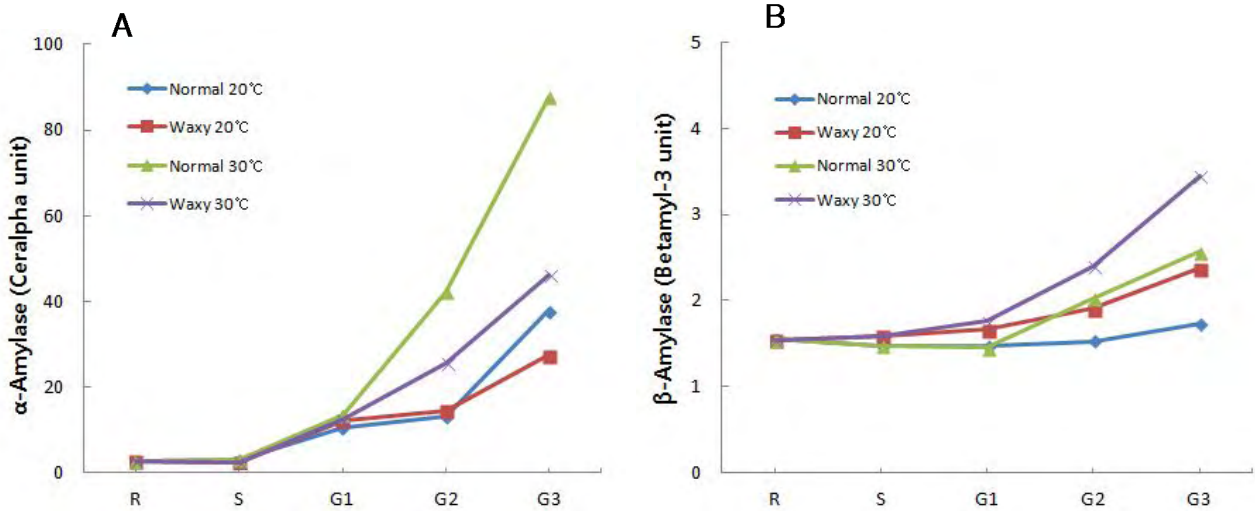 A
α-Amylase (Ceralpha unit)
100
80
60
40
20
0
Normal 20℃
Waxy 20℃
Normal 30℃
Waxy 30℃
R S G1 G2 G3
B
β-Amylase (Betamyl-3 unit)
5
4
3
2
1
0
Normal 20℃
Waxy 20℃
Normal 30℃
Waxy 30℃
R S G1 G2 G3